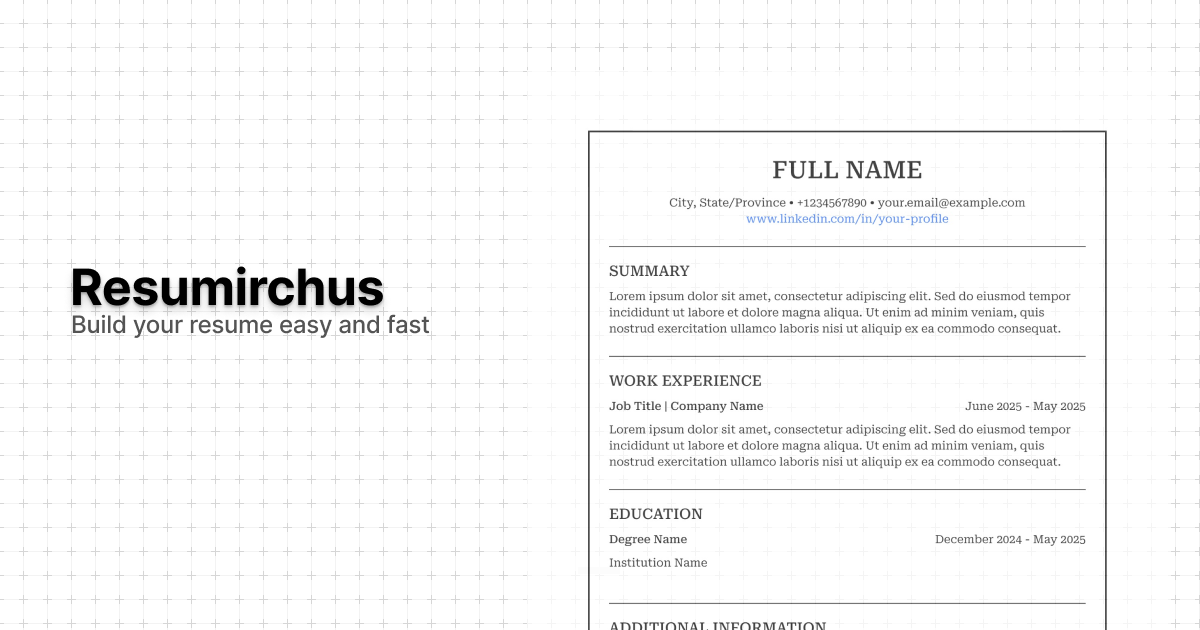 Resumirchus
Build your resume easy and fast
FULL NAME
City, State/Province • +1234567890 • your.email@example.com
www.linkedin.com/in/your-profile
SUMMARY
Lorem ipsum dolor sit amet, consectetur adipiscing elit. Sed do eiusmod tempor
incididunt ut labore et dolore magna aliqua. Ut enim ad minim veniam, quis
nostrud exercitation ullamco laboris nisi ut aliquip ex ea commodo consequat.
WORK EXPERIENCE
Job Title | Company Name June 2025 - May 2025
Lorem ipsum dolor sit amet, consectetur adipiscing elit. Sed do eiusmod tempor
incididunt ut labore et dolore magna aliqua. Ut enim ad minim veniam, quis
nostrud exercitation ullamco laboris nisi ut aliquip ex ea commodo consequat.
EDUCATION
Degree Name December 2024 - May 2025
Institution Name
ADDITIONAL INFORMATION